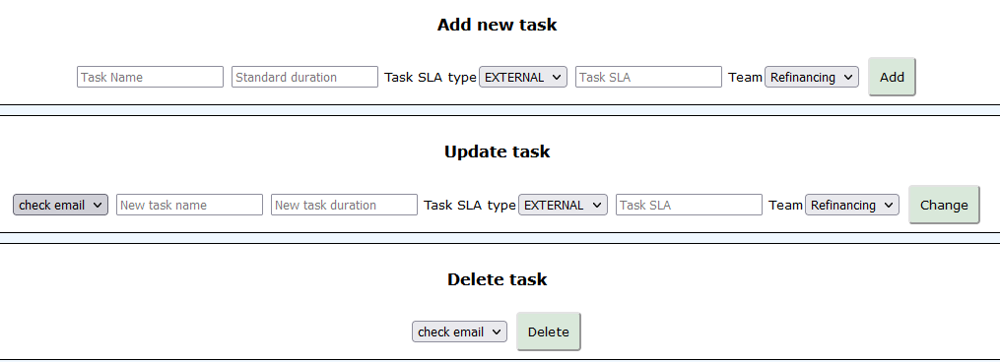 Add new task
Task Name Standard duration Task SLA type EXTERNAL Task SLA Team Refinancing Add
Update task
check email New task name New task duration Task SLA type EXTERNAL Task SLA Team Refinancing Change
Delete task
check email Delete